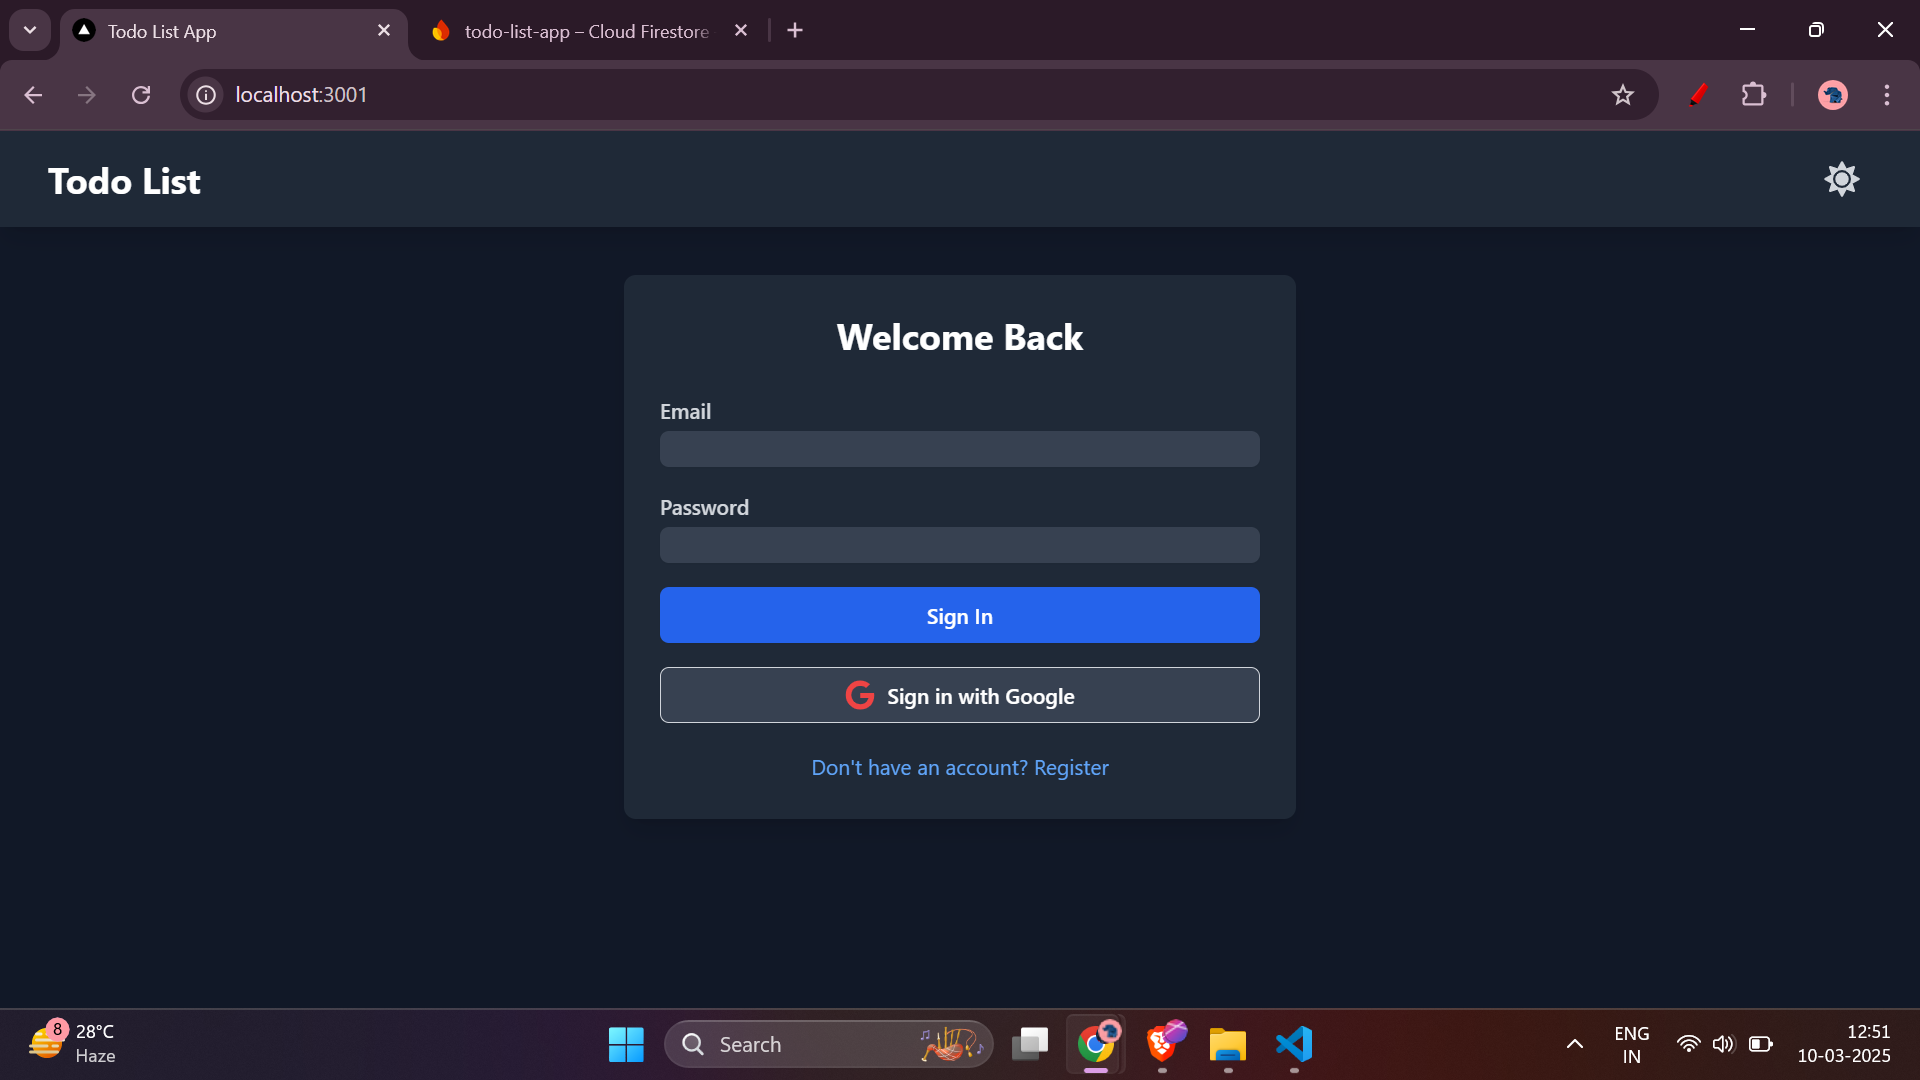 Todo List App
todo-list-app – Cloud Firestore
localhost:3001
Todo List
Welcome Back
Email
Password
Sign In
Sign in with Google
Don't have an account? Register
8
28°C
Haze
Search
ENG
IN
12:51
10-03-2025